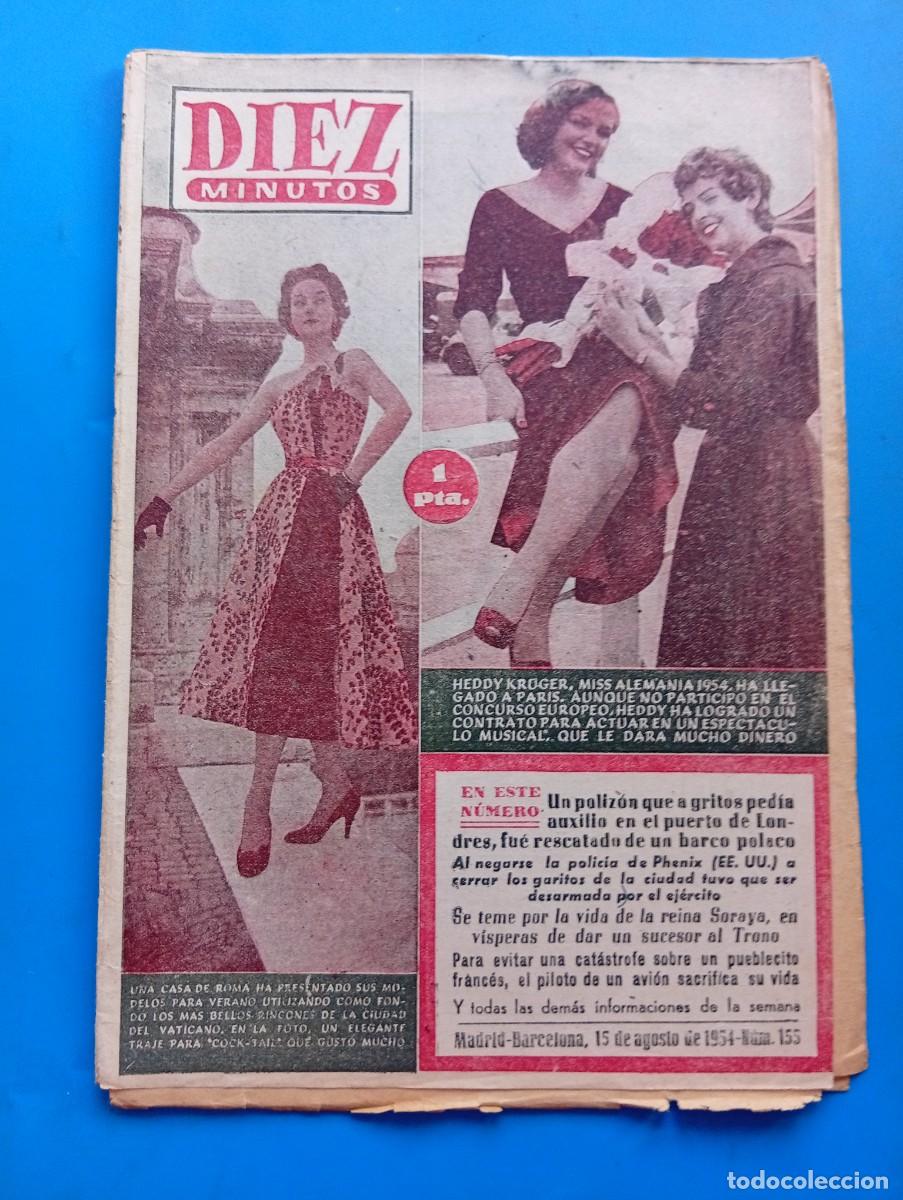 DIEZ
MINUTOS
1
Pta.
HEDDY KRÜGER, MISS ALEMANIA 1954, HA LLE-
GADO A PARIS. AUNQUE NO PARTICIPO EN EL
CONCURSO EUROPEO, HEDDY HA LOGRADO UN
CONTRATO PARA ACTUAR EN UN ESPECTACU-
LO MUSICAL, QUE LE DARA MUCHO DINERO
UNA CASA DE ROMA HA PRESENTADO SUS MO-
DELOS PARA VERANO UTILIZANDO COMO FON-
DO LOS MAS BELLOS RINCONES DE LA CIUDAD
DEL VATICANO. EN LA FOTO, UN ELEGANTE
TRAJE PARA "COCK-TAIL" QUE GUSTO MUCHO
EN ESTE
NÚMERO
Un polizón que a gritos pedía
auxilio en el puerto de Lon-
dres, fué rescatado de un barco polaco
Al negarse la policía de Phenix (EE. UU.) a
cerrar los garitos de la ciudad tuvo que ser
desarmada por el ejército
Se teme por la vida de la reina Soraya, en
vísperas de dar un sucesor al Trono
Para evitar una catástrofe sobre un pueblecito
francés, el piloto de un avión sacrifica su vida
Y todas las demás informaciones de la semana
Madrid-Barcelona, 15 de agosto de 1954-Núm. 155
todocoleccion